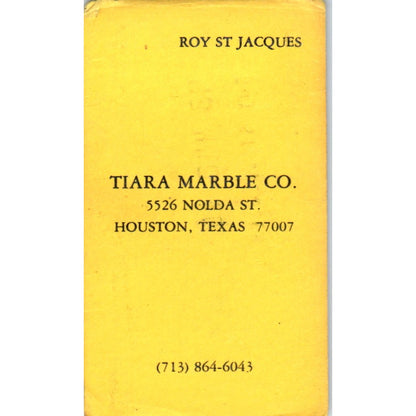 ROY ST JACQUES
TIARA MARBLE CO.
5526 NOLDA ST.
HOUSTON, TEXAS 77007
(713) 864-6043